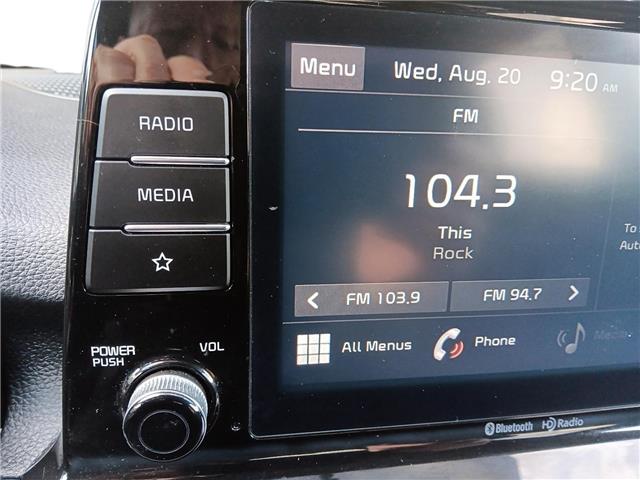 Menu Wed, Aug. 20 9:20 AM
FM
RADIO
MEDIA
104.3
This
Rock
To
FM 103.9 FM 94.7
All Menus Phone
POWER PUSH VOL
Bluetooth HD Radio